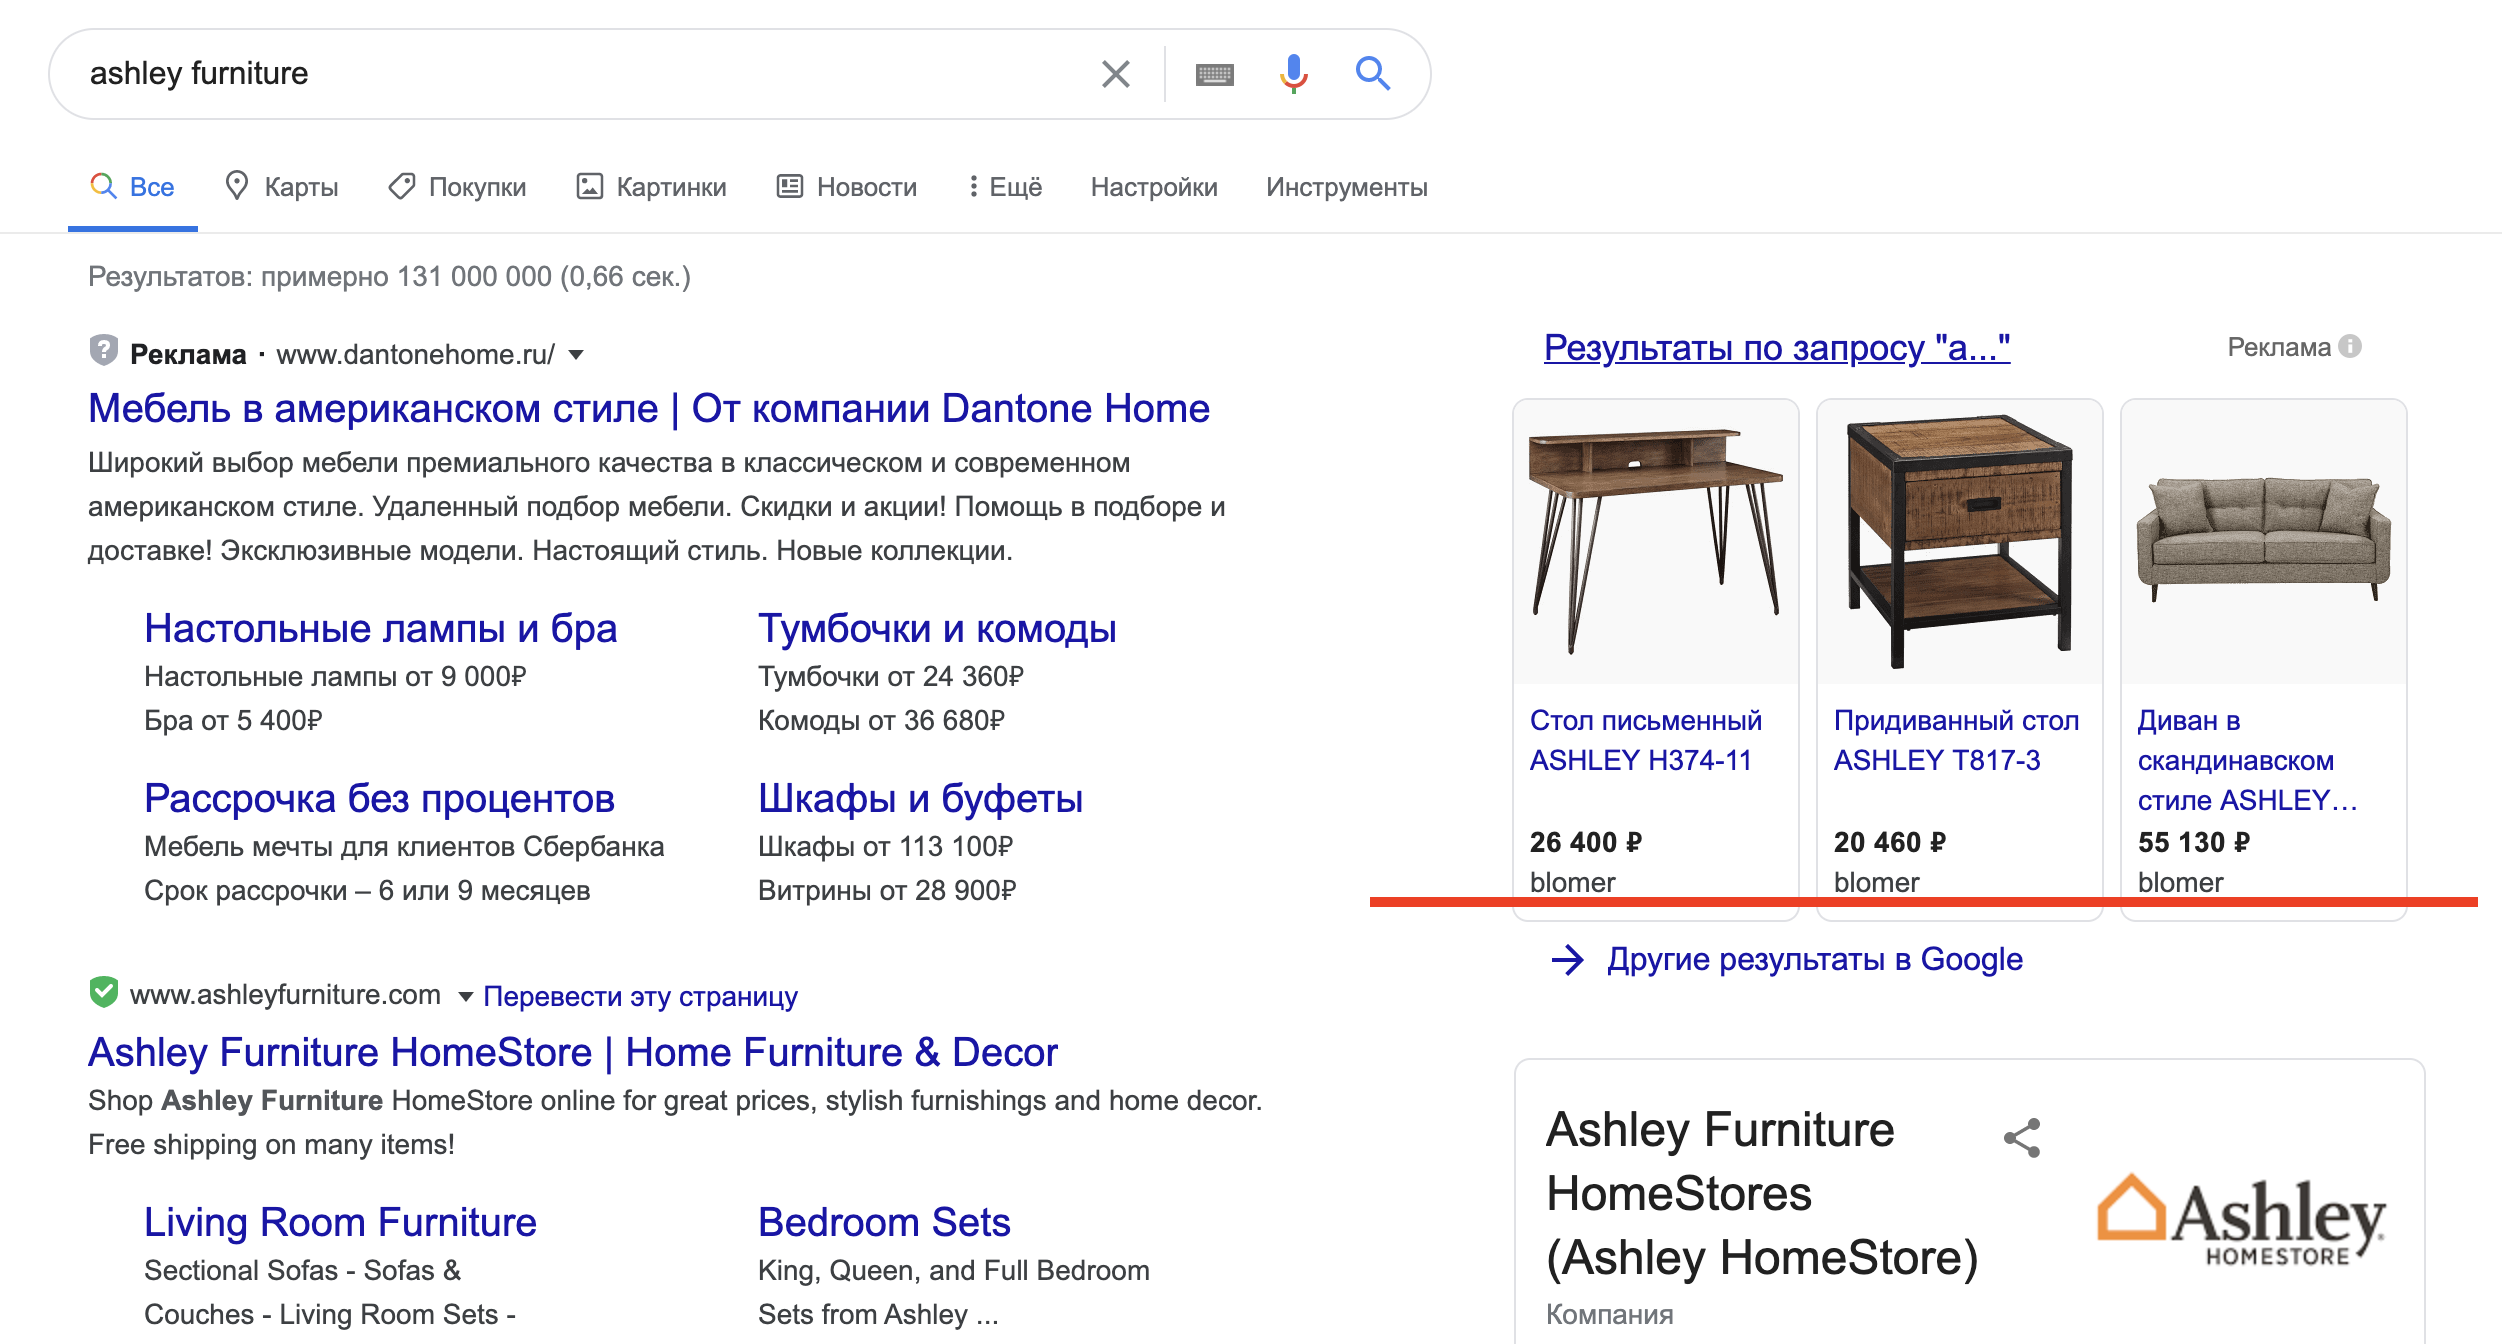 ashley furniture
Все Карты Покупки Картинки Новости Ещё Настройки Инструменты
Результатов: примерно 131 000 000 (0,66 сек.)
Реклама · www.dantonehome.ru/
Мебель в американском стиле | От компании Dantone Home
Широкий выбор мебели премиального качества в классическом и современном
американском стиле. Удаленный подбор мебели. Скидки и акции! Помощь в подборе и
доставке! Эксклюзивные модели. Настоящий стиль. Новые коллекции.
Настольные лампы и бра
Настольные лампы от 9 000₽
Бра от 5 400₽
Тумбочки и комоды
Тумбочки от 24 360₽
Комоды от 36 680₽
Рассрочка без процентов
Мебель мечты для клиентов Сбербанка
Срок рассрочки – 6 или 9 месяцев
Шкафы и буфеты
Шкафы от 113 100₽
Витрины от 28 900₽
www.ashleyfurniture.com Перевести эту страницу
Ashley Furniture HomeStore | Home Furniture & Decor
Shop Ashley Furniture HomeStore online for great prices, stylish furnishings and home decor.
Free shipping on many items!
Living Room Furniture
Sectional Sofas - Sofas &
Couches - Living Room Sets -
Bedroom Sets
King, Queen, and Full Bedroom
Sets from Ashley ...
Результаты по запросу "a..."
Реклама
Стол письменный
ASHLEY H374-11
26 400 ₽
blomer
Придиванный стол
ASHLEY T817-3
20 460 ₽
blomer
Диван в
скандинавском
стиле ASHLEY…
55 130 ₽
blomer
Другие результаты в Google
Ashley Furniture
HomeStores
(Ashley HomeStore)
Компания
Ashley
HOMESTORE